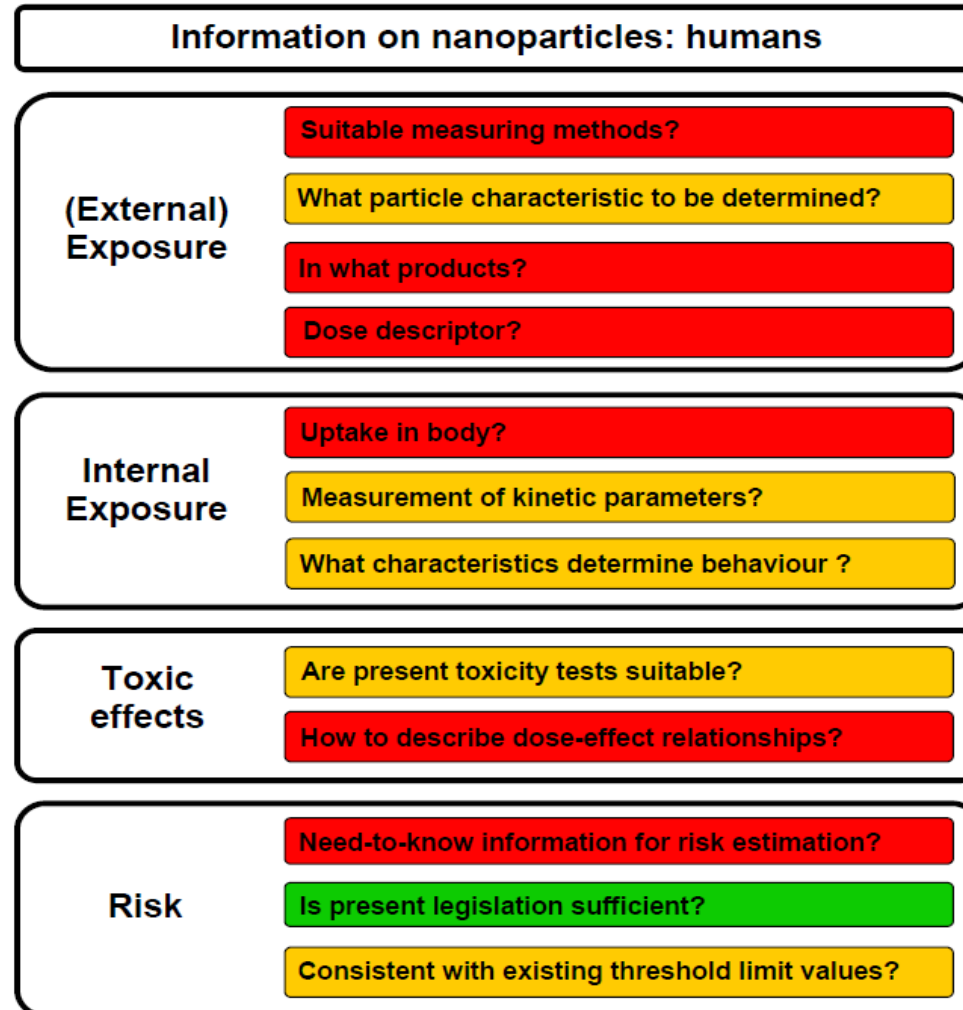 Information on nanoparticles: humans
(External)
Exposure
Suitable measuring methods?
What particle characteristic to be determined?
In what products?
Dose descriptor?
Internal
Exposure
Uptake in body?
Measurement of kinetic parameters?
What characteristics determine behaviour ?
Toxic
effects
Are present toxicity tests suitable?
How to describe dose-effect relationships?
Risk
Need-to-know information for risk estimation?
Is present legislation sufficient?
Consistent with existing threshold limit values?